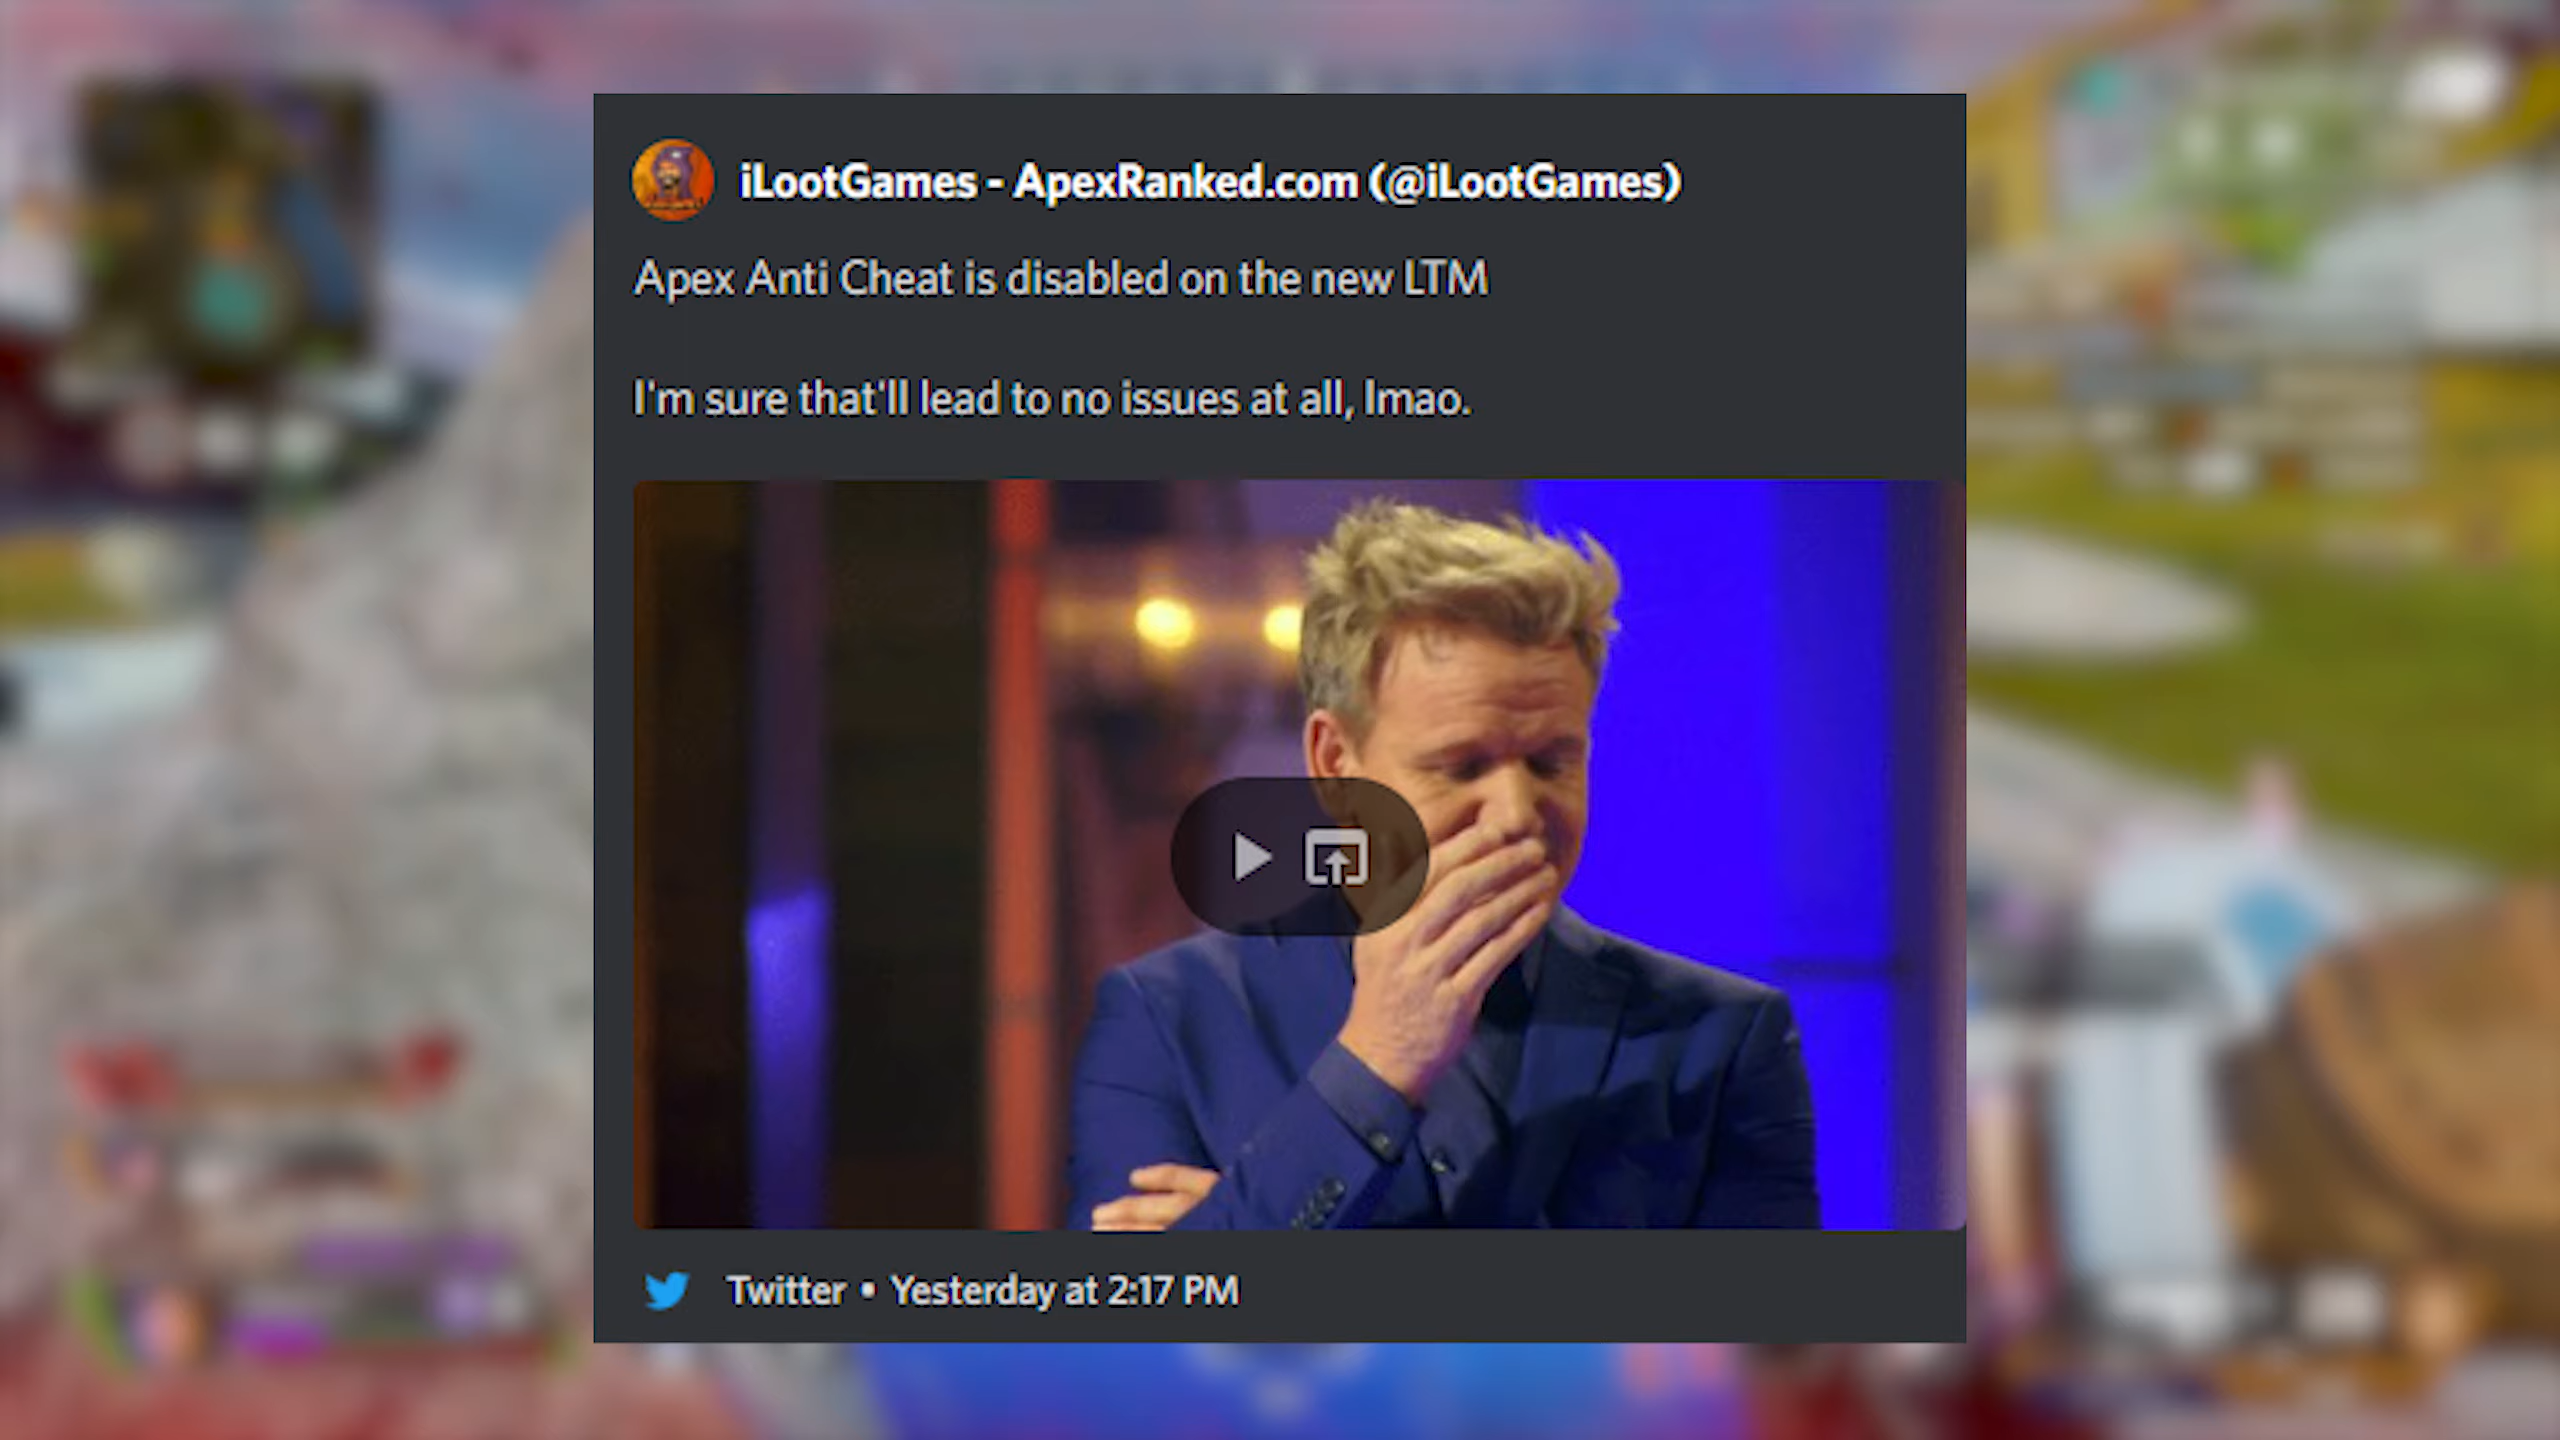 iLootGames - ApexRanked.com (@iLootGames)
Apex Anti Cheat is disabled on the new LTM
I'm sure that'll lead to no issues at all, lmao.
Twitter • Yesterday at 2:17 PM